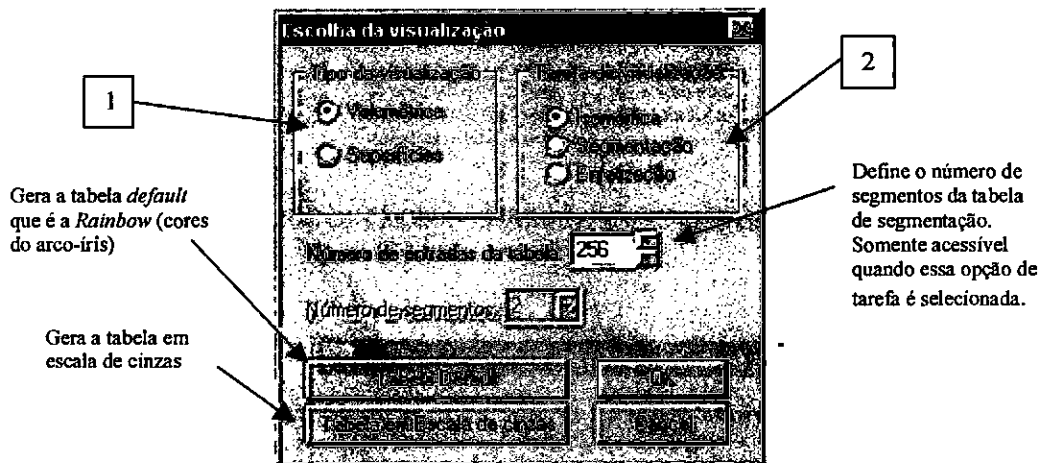 Escolha da visualização
Tipo da visualização
Tarefa de visualização
1
2
Volumétrica
Isométrica
Superfícies
Segmentação
Enfatização
Gera a tabela default
que é a Rainbow (cores
do arco-íris)
Define o número de
segmentos da tabela
de segmentação.
Somente acessível
quando essa opção de
tarefa é selecionada.
Número de entradas da tabela
256
Número de segmentos
2
Gera a tabela em
escala de cinzas
Tabela Default
OK
Tabela em Escala de cinzas
Cancel